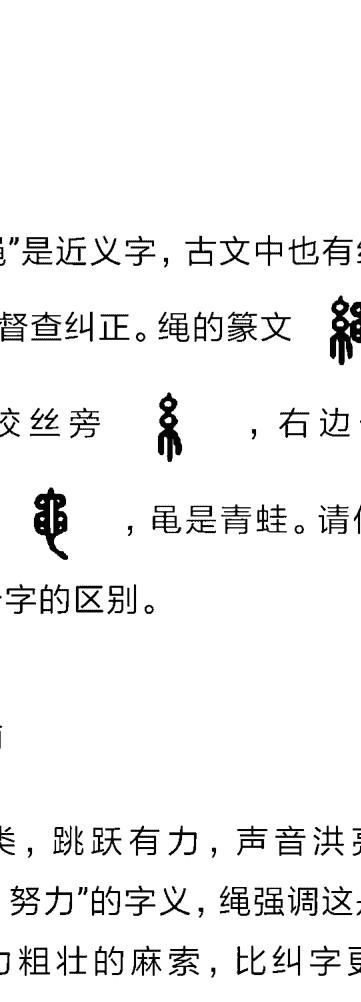 ”是近义字，古文中也有
督查纠正。绳的篆文
丝旁，右边
，黾是青蛙。请
字的区别。
类，跳跃有力，声音洪亮
努力”的字义，绳强调这
力粗壮的麻索，比纠字更